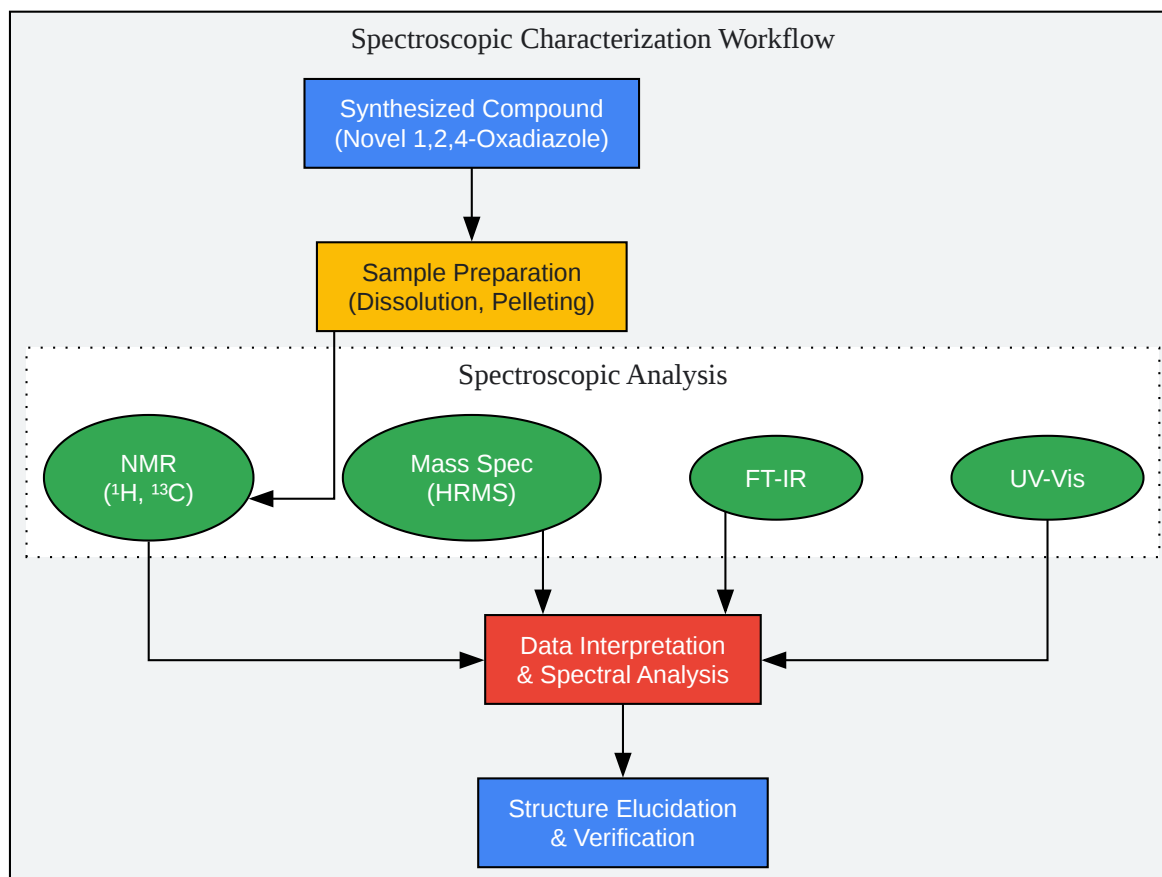 Spectroscopic Characterization Workflow
Synthesized Compound
(Novel 1,2,4-Oxadiazole)
Sample Preparation
(Dissolution, Pelleting)
Spectroscopic Analysis
NMR
(¹H, ¹³C)
Mass Spec
(HRMS)
FT-IR
UV-Vis
Data Interpretation
& Spectral Analysis
Structure Elucidation
& Verification